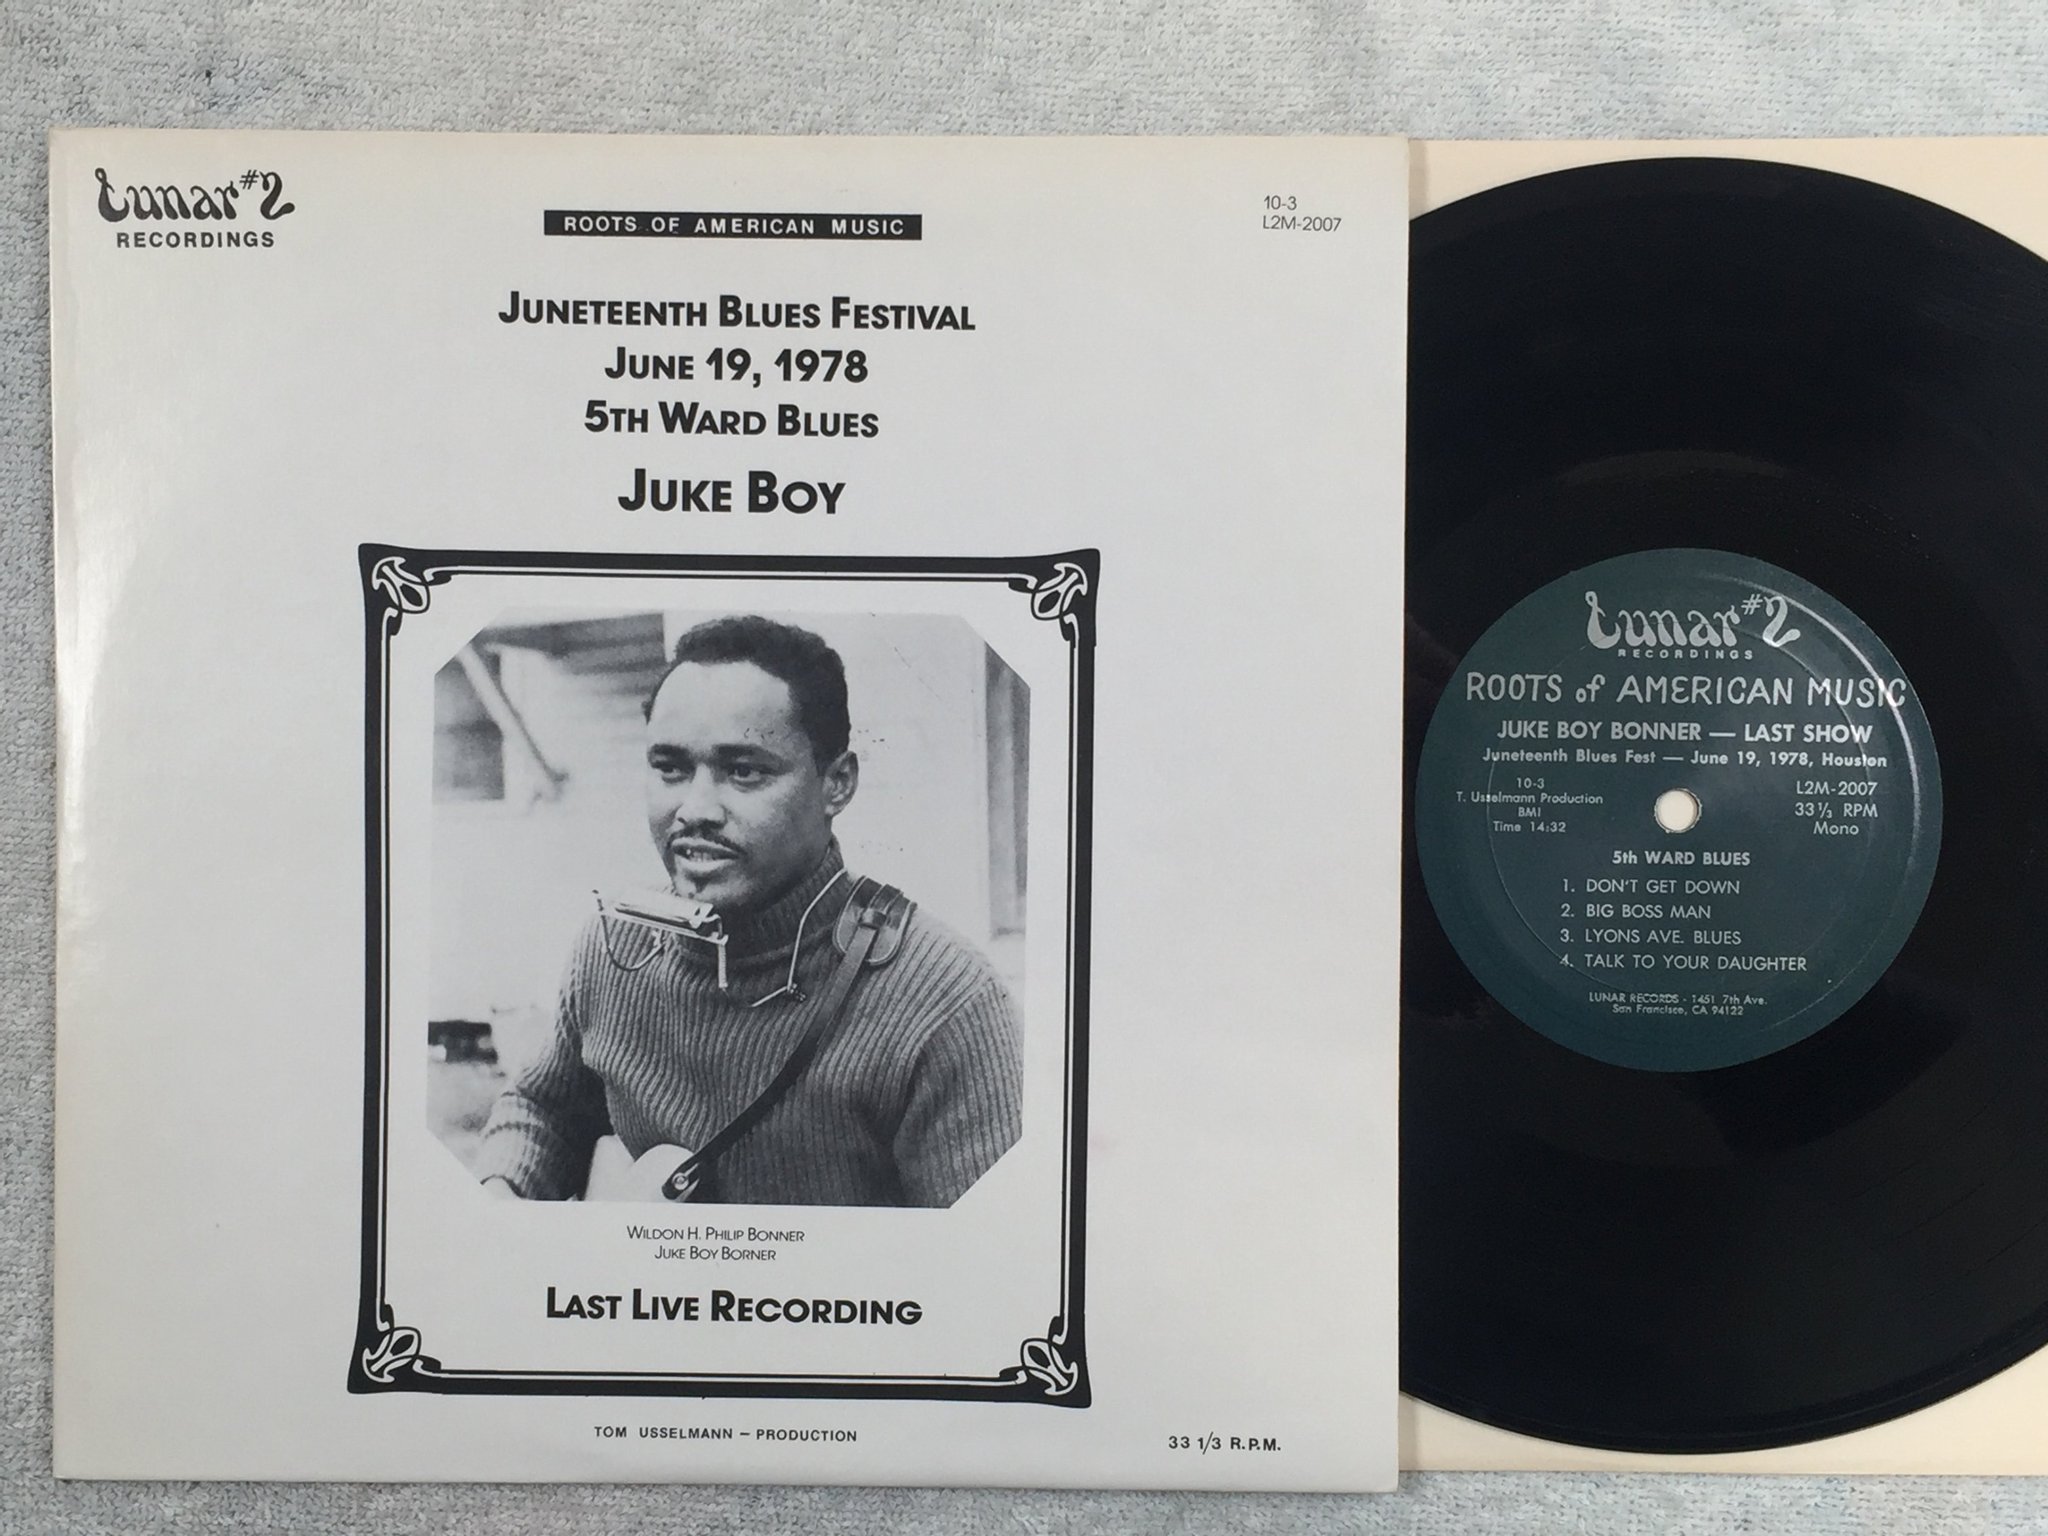 Lunar #2
RECORDINGS
ROOTS OF AMERICAN MUSIC
10-3
L2M-2007
JUNETEENTH BLUES FESTIVAL
JUNE 19, 1978
5TH WARD BLUES
JUKE BOY
WILDON H. PHILIP BONNER
JUKE BOY BORNER
LAST LIVE RECORDING
TOM USSELMANN – PRODUCTION
33 1/3 R.P.M.
Lunar #2
RECORDINGS
ROOTS of AMERICAN MUSIC
JUKE BOY BONNER — LAST SHOW
Juneteenth Blues Fest — June 19, 1978, Houston
10-3
T. Usselmann Production
BMI
Time 14:32
L2M-2007
33 1/3 RPM
Mono
5th WARD BLUES
1. DON'T GET DOWN
2. BIG BOSS MAN
3. LYONS AVE. BLUES
4. TALK TO YOUR DAUGHTER
LUNAR RECORDS - 1451 7th Ave.
San Francisco, CA 94122